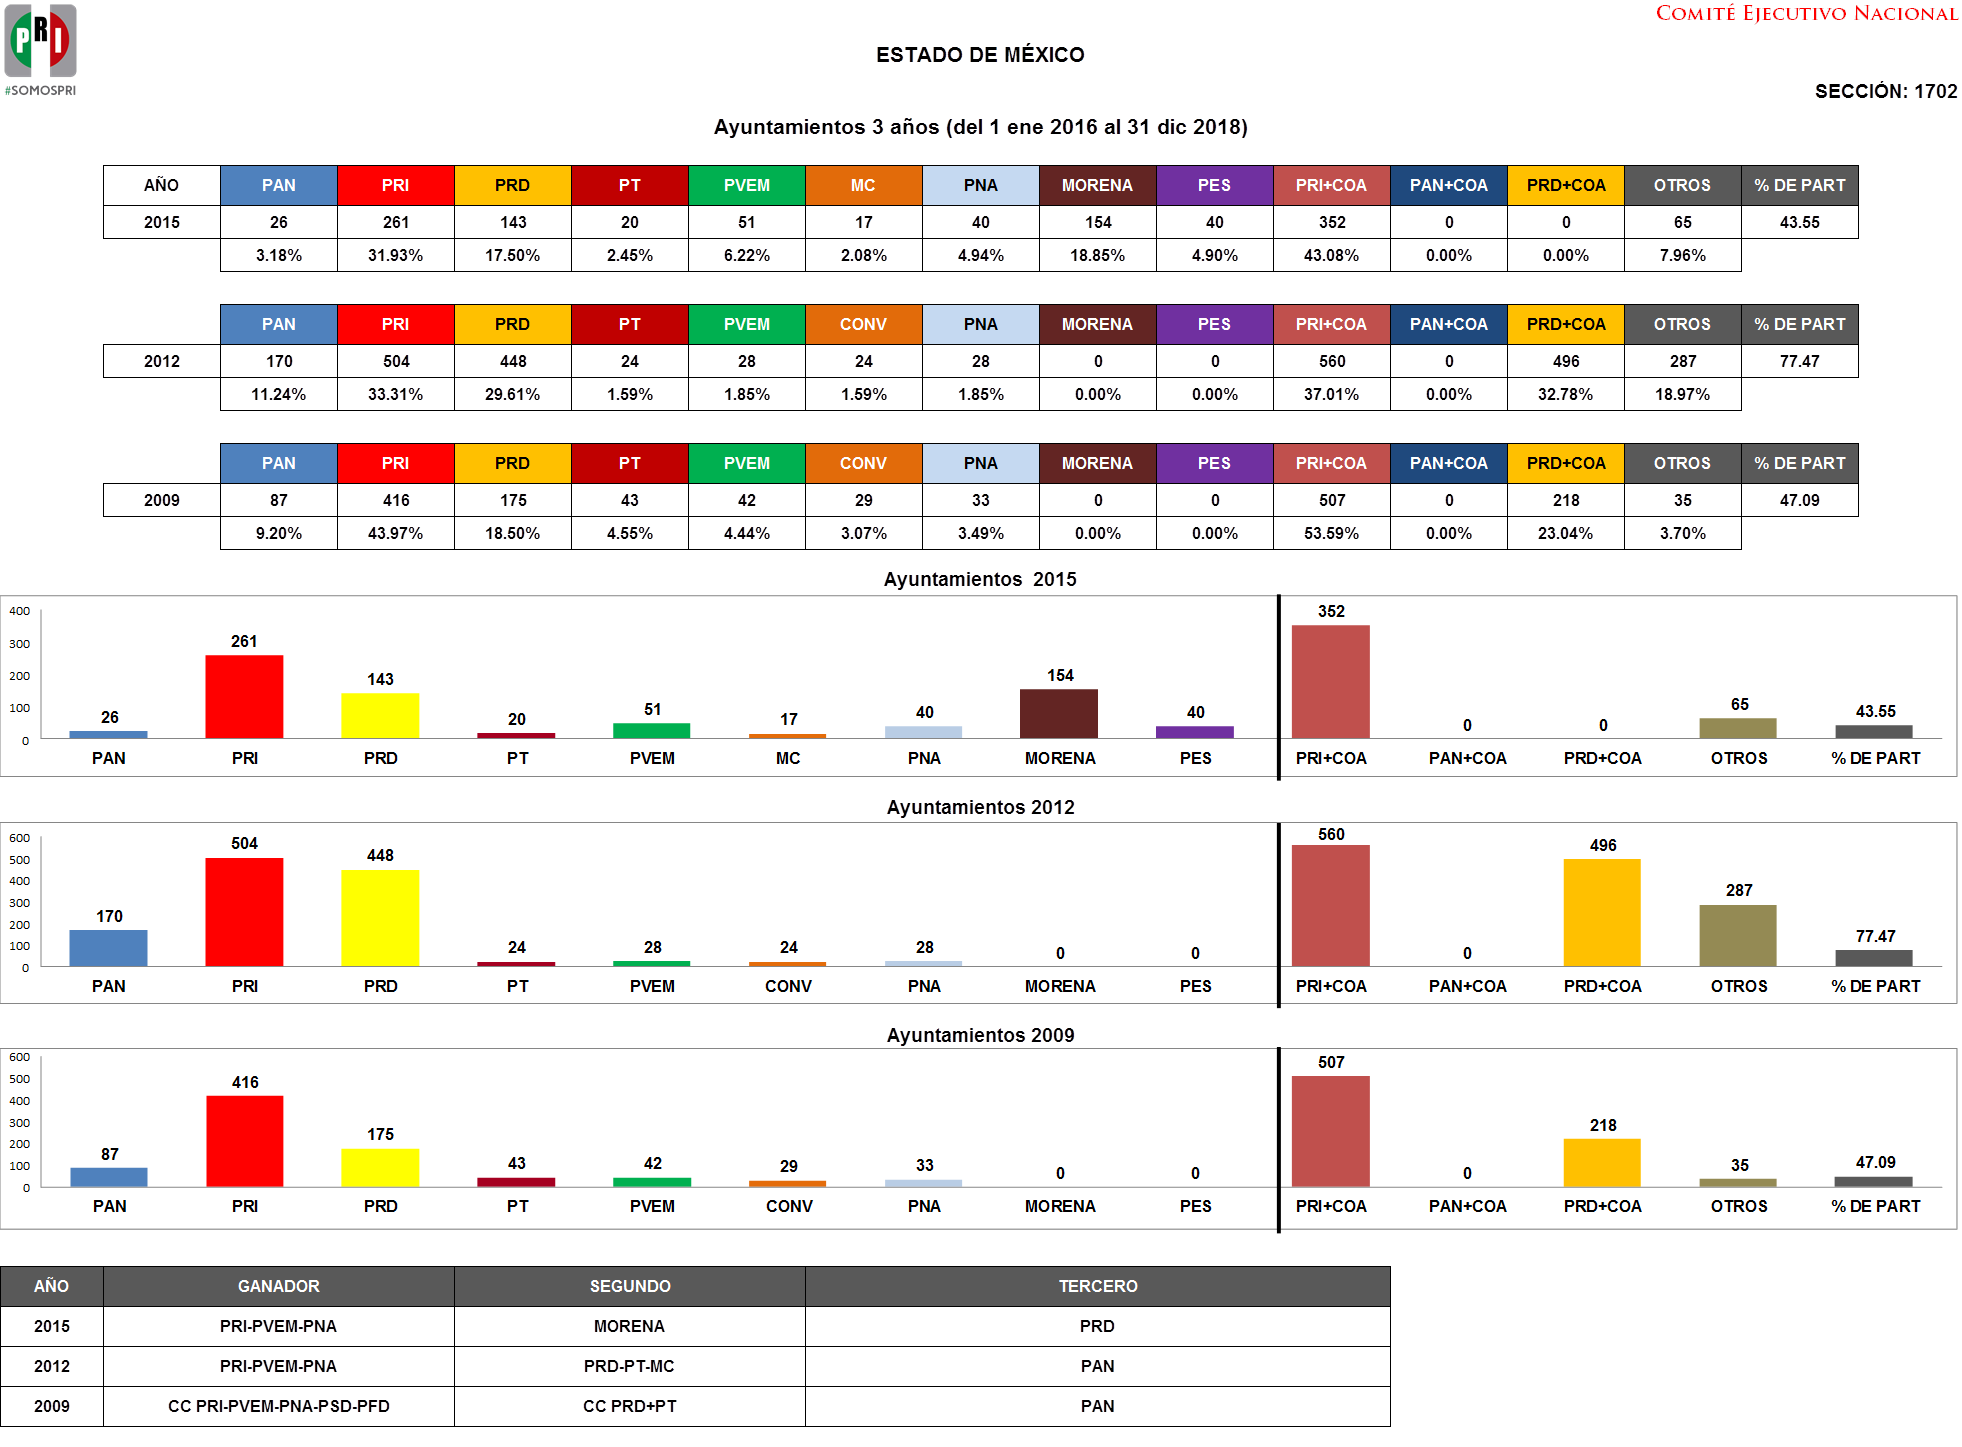 PRI
#SOMOSPRI
COMITÉ EJECUTIVO NACIONAL
ESTADO DE MÉXICO
SECCIÓN: 1702
Ayuntamientos 3 años (del 1 ene 2016 al 31 dic 2018)
AÑO PAN PRI PRD PT PVEM MC PNA MORENA PES PRI+COA PAN+COA PRD+COA OTROS % DE PART
2015 26 261 143 20 51 17 40 154 40 352 0 0 65 43.55
3.18% 31.93% 17.50% 2.45% 6.22% 2.08% 4.94% 18.85% 4.90% 43.08% 0.00% 0.00% 7.96%
PAN PRI PRD PT PVEM CONV PNA MORENA PES PRI+COA PAN+COA PRD+COA OTROS % DE PART
2012 170 504 448 24 28 24 28 0 0 560 0 496 287 77.47
11.24% 33.31% 29.61% 1.59% 1.85% 1.59% 1.85% 0.00% 0.00% 37.01% 0.00% 32.78% 18.97%
PAN PRI PRD PT PVEM CONV PNA MORENA PES PRI+COA PAN+COA PRD+COA OTROS % DE PART
2009 87 416 175 43 42 29 33 0 0 507 0 218 35 47.09
9.20% 43.97% 18.50% 4.55% 4.44% 3.07% 3.49% 0.00% 0.00% 53.59% 0.00% 23.04% 3.70%
Ayuntamientos 2015
400
300
200
100
0
26 261 143 20 51 17 40 154 40 352 0 0 65 43.55
PAN PRI PRD PT PVEM MC PNA MORENA PES PRI+COA PAN+COA PRD+COA OTROS % DE PART
Ayuntamientos 2012
600
500
400
300
200
100
0
170 504 448 24 28 24 28 0 0 560 0 496 287 77.47
PAN PRI PRD PT PVEM CONV PNA MORENA PES PRI+COA PAN+COA PRD+COA OTROS % DE PART
Ayuntamientos 2009
600
500
400
300
200
100
0
87 416 175 43 42 29 33 0 0 507 0 218 35 47.09
PAN PRI PRD PT PVEM CONV PNA MORENA PES PRI+COA PAN+COA PRD+COA OTROS % DE PART
AÑO GANADOR SEGUNDO TERCERO
2015 PRI-PVEM-PNA MORENA PRD
2012 PRI-PVEM-PNA PRD-PT-MC PAN
2009 CC PRI-PVEM-PNA-PSD-PFD CC PRD+PT PAN